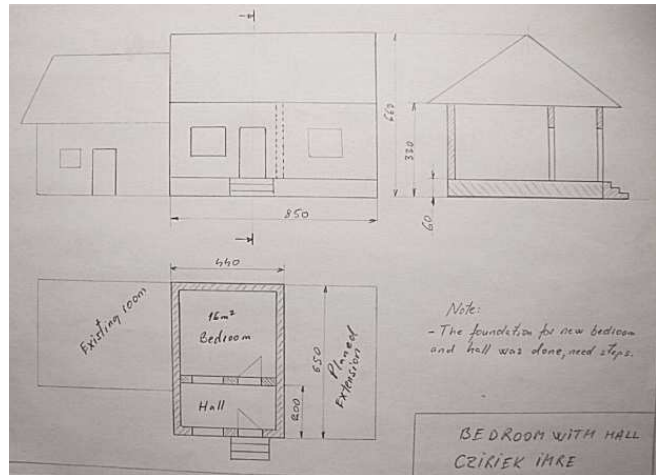 660
330
60
850
440
Existing room
16m²
Bedroom
650
Planed
Extension
Hall
200
Note:
- The foundation for new bedroom
and hall was done, need steps.
BEDROOM WITH HALL
CZIRIEK IMRE